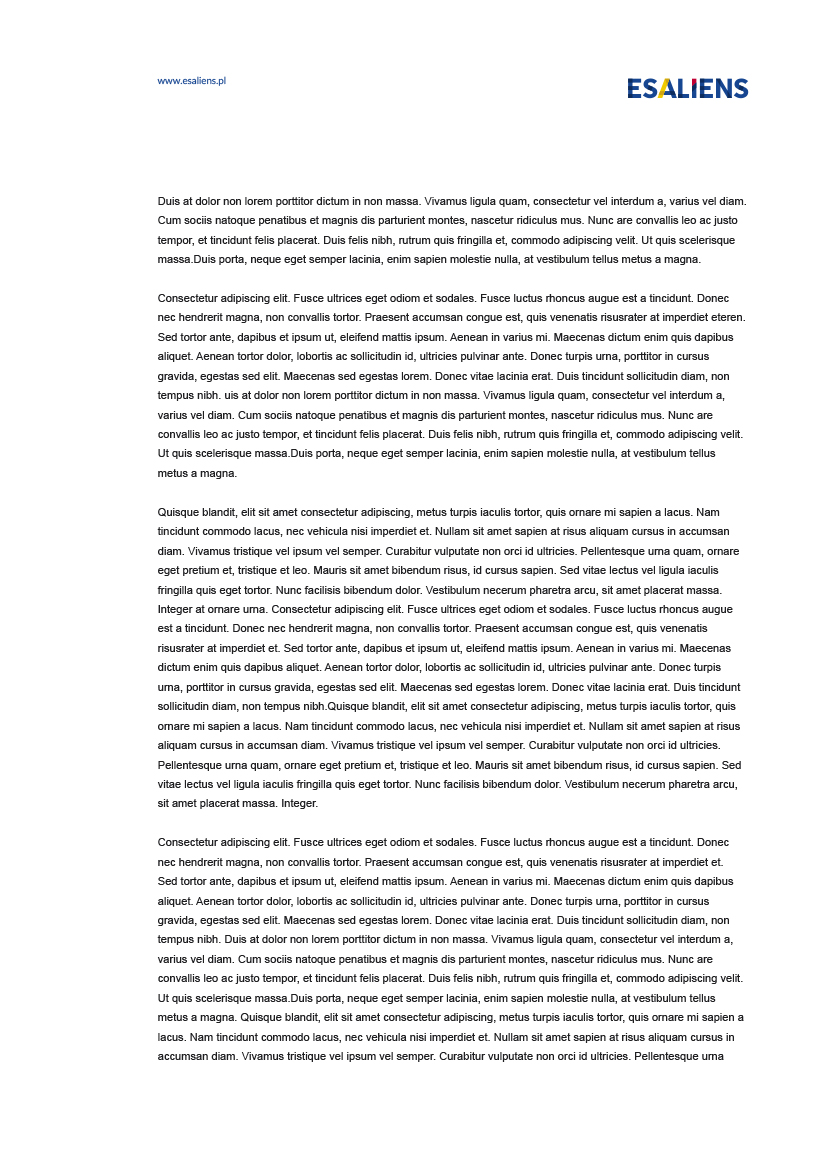 www.esaliens.pl
ESALIENS
Duis at dolor non lorem porttitor dictum in non massa. Vivamus ligula quam, consectetur vel interdum a, varius vel diam.
Cum sociis natoque penatibus et magnis dis parturient montes, nascetur ridiculus mus. Nunc are convallis leo ac justo
tempor, et tincidunt felis placerat. Duis felis nibh, rutrum quis fringilla et, commodo adipiscing velit. Ut quis scelerisque
massa.Duis porta, neque eget semper lacinia, enim sapien molestie nulla, at vestibulum tellus metus a magna.
Consectetur adipiscing elit. Fusce ultrices eget odiom et sodales. Fusce luctus rhoncus augue est a tincidunt. Donec
nec hendrerit magna, non convallis tortor. Praesent accumsan congue est, quis venenatis risusrater at imperdiet eteren.
Sed tortor ante, dapibus et ipsum ut, eleifend mattis ipsum. Aenean in varius mi. Maecenas dictum enim quis dapibus
aliquet. Aenean tortor dolor, lobortis ac sollicitudin id, ultricies pulvinar ante. Donec turpis urna, porttitor in cursus
gravida, egestas sed elit. Maecenas sed egestas lorem. Donec vitae lacinia erat. Duis tincidunt sollicitudin diam, non
tempus nibh. uis at dolor non lorem porttitor dictum in non massa. Vivamus ligula quam, consectetur vel interdum a,
varius vel diam. Cum sociis natoque penatibus et magnis dis parturient montes, nascetur ridiculus mus. Nunc are
convallis leo ac justo tempor, et tincidunt felis placerat. Duis felis nibh, rutrum quis fringilla et, commodo adipiscing velit.
Ut quis scelerisque massa.Duis porta, neque eget semper lacinia, enim sapien molestie nulla, at vestibulum tellus
metus a magna.
Quisque blandit, elit sit amet consectetur adipiscing, metus turpis iaculis tortor, quis ornare mi sapien a lacus. Nam
tincidunt commodo lacus, nec vehicula nisi imperdiet et. Nullam sit amet sapien at risus aliquam cursus in accumsan
diam. Vivamus tristique vel ipsum vel semper. Curabitur vulputate non orci id ultricies. Pellentesque urna quam, ornare
eget pretium et, tristique et leo. Mauris sit amet bibendum risus, id cursus sapien. Sed vitae lectus vel ligula iaculis
fringilla quis eget tortor. Nunc facilisis bibendum dolor. Vestibulum necerum pharetra arcu, sit amet placerat massa.
Integer at ornare urna. Consectetur adipiscing elit. Fusce ultrices eget odiom et sodales. Fusce luctus rhoncus augue
est a tincidunt. Donec nec hendrerit magna, non convallis tortor. Praesent accumsan congue est, quis venenatis
risusrater at imperdiet et. Sed tortor ante, dapibus et ipsum ut, eleifend mattis ipsum. Aenean in varius mi. Maecenas
dictum enim quis dapibus aliquet. Aenean tortor dolor, lobortis ac sollicitudin id, ultricies pulvinar ante. Donec turpis
urna, porttitor in cursus gravida, egestas sed elit. Maecenas sed egestas lorem. Donec vitae lacinia erat. Duis tincidunt
sollicitudin diam, non tempus nibh.Quisque blandit, elit sit amet consectetur adipiscing, metus turpis iaculis tortor, quis
ornare mi sapien a lacus. Nam tincidunt commodo lacus, nec vehicula nisi imperdiet et. Nullam sit amet sapien at risus
aliquam cursus in accumsan diam. Vivamus tristique vel ipsum vel semper. Curabitur vulputate non orci id ultricies.
Pellentesque urna quam, ornare eget pretium et, tristique et leo. Mauris sit amet bibendum risus, id cursus sapien. Sed
vitae lectus vel ligula iaculis fringilla quis eget tortor. Nunc facilisis bibendum dolor. Vestibulum necerum pharetra arcu,
sit amet placerat massa. Integer.
Consectetur adipiscing elit. Fusce ultrices eget odiom et sodales. Fusce luctus rhoncus augue est a tincidunt. Donec
nec hendrerit magna, non convallis tortor. Praesent accumsan congue est, quis venenatis risusrater at imperdiet et.
Sed tortor ante, dapibus et ipsum ut, eleifend mattis ipsum. Aenean in varius mi. Maecenas dictum enim quis dapibus
aliquet. Aenean tortor dolor, lobortis ac sollicitudin id, ultricies pulvinar ante. Donec turpis urna, porttitor in cursus
gravida, egestas sed elit. Maecenas sed egestas lorem. Donec vitae lacinia erat. Duis tincidunt sollicitudin diam, non
tempus nibh. Duis at dolor non lorem porttitor dictum in non massa. Vivamus ligula quam, consectetur vel interdum a,
varius vel diam. Cum sociis natoque penatibus et magnis dis parturient montes, nascetur ridiculus mus. Nunc are
convallis leo ac justo tempor, et tincidunt felis placerat. Duis felis nibh, rutrum quis fringilla et, commodo adipiscing velit.
Ut quis scelerisque massa.Duis porta, neque eget semper lacinia, enim sapien molestie nulla, at vestibulum tellus
metus a magna. Quisque blandit, elit sit amet consectetur adipiscing, metus turpis iaculis tortor, quis ornare mi sapien a
lacus. Nam tincidunt commodo lacus, nec vehicula nisi imperdiet et. Nullam sit amet sapien at risus aliquam cursus in
accumsan diam. Vivamus tristique vel ipsum vel semper. Curabitur vulputate non orci id ultricies. Pellentesque urna